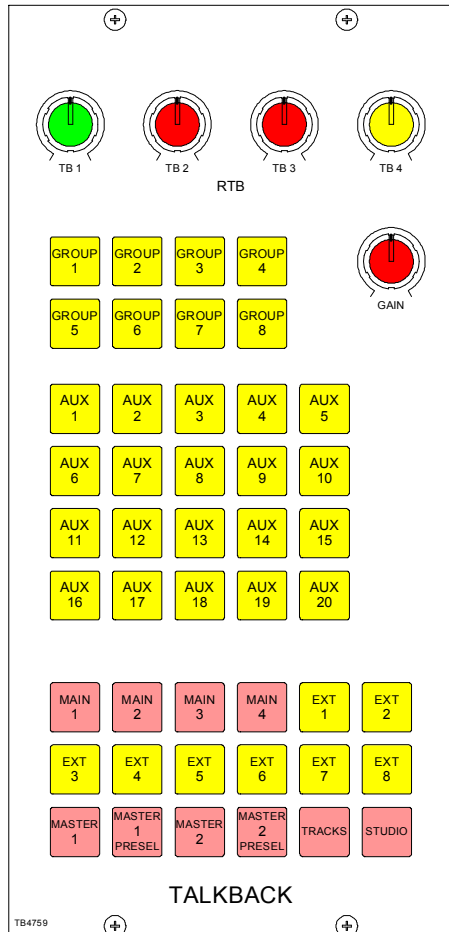 TB 1 TB 2 TB 3 TB 4
RTB
GROUP 1 GROUP 2 GROUP 3 GROUP 4
GAIN
GROUP 5 GROUP 6 GROUP 7 GROUP 8
AUX 1 AUX 2 AUX 3 AUX 4 AUX 5
AUX 6 AUX 7 AUX 8 AUX 9 AUX 10
AUX 11 AUX 12 AUX 13 AUX 14 AUX 15
AUX 16 AUX 17 AUX 18 AUX 19 AUX 20
MAIN 1 MAIN 2 MAIN 3 MAIN 4 EXT 1 EXT 2
EXT 3 EXT 4 EXT 5 EXT 6 EXT 7 EXT 8
MASTER 1 MASTER 1 PRESEL MASTER 2 MASTER 2 PRESEL TRACKS STUDIO
TALKBACK
TB4759